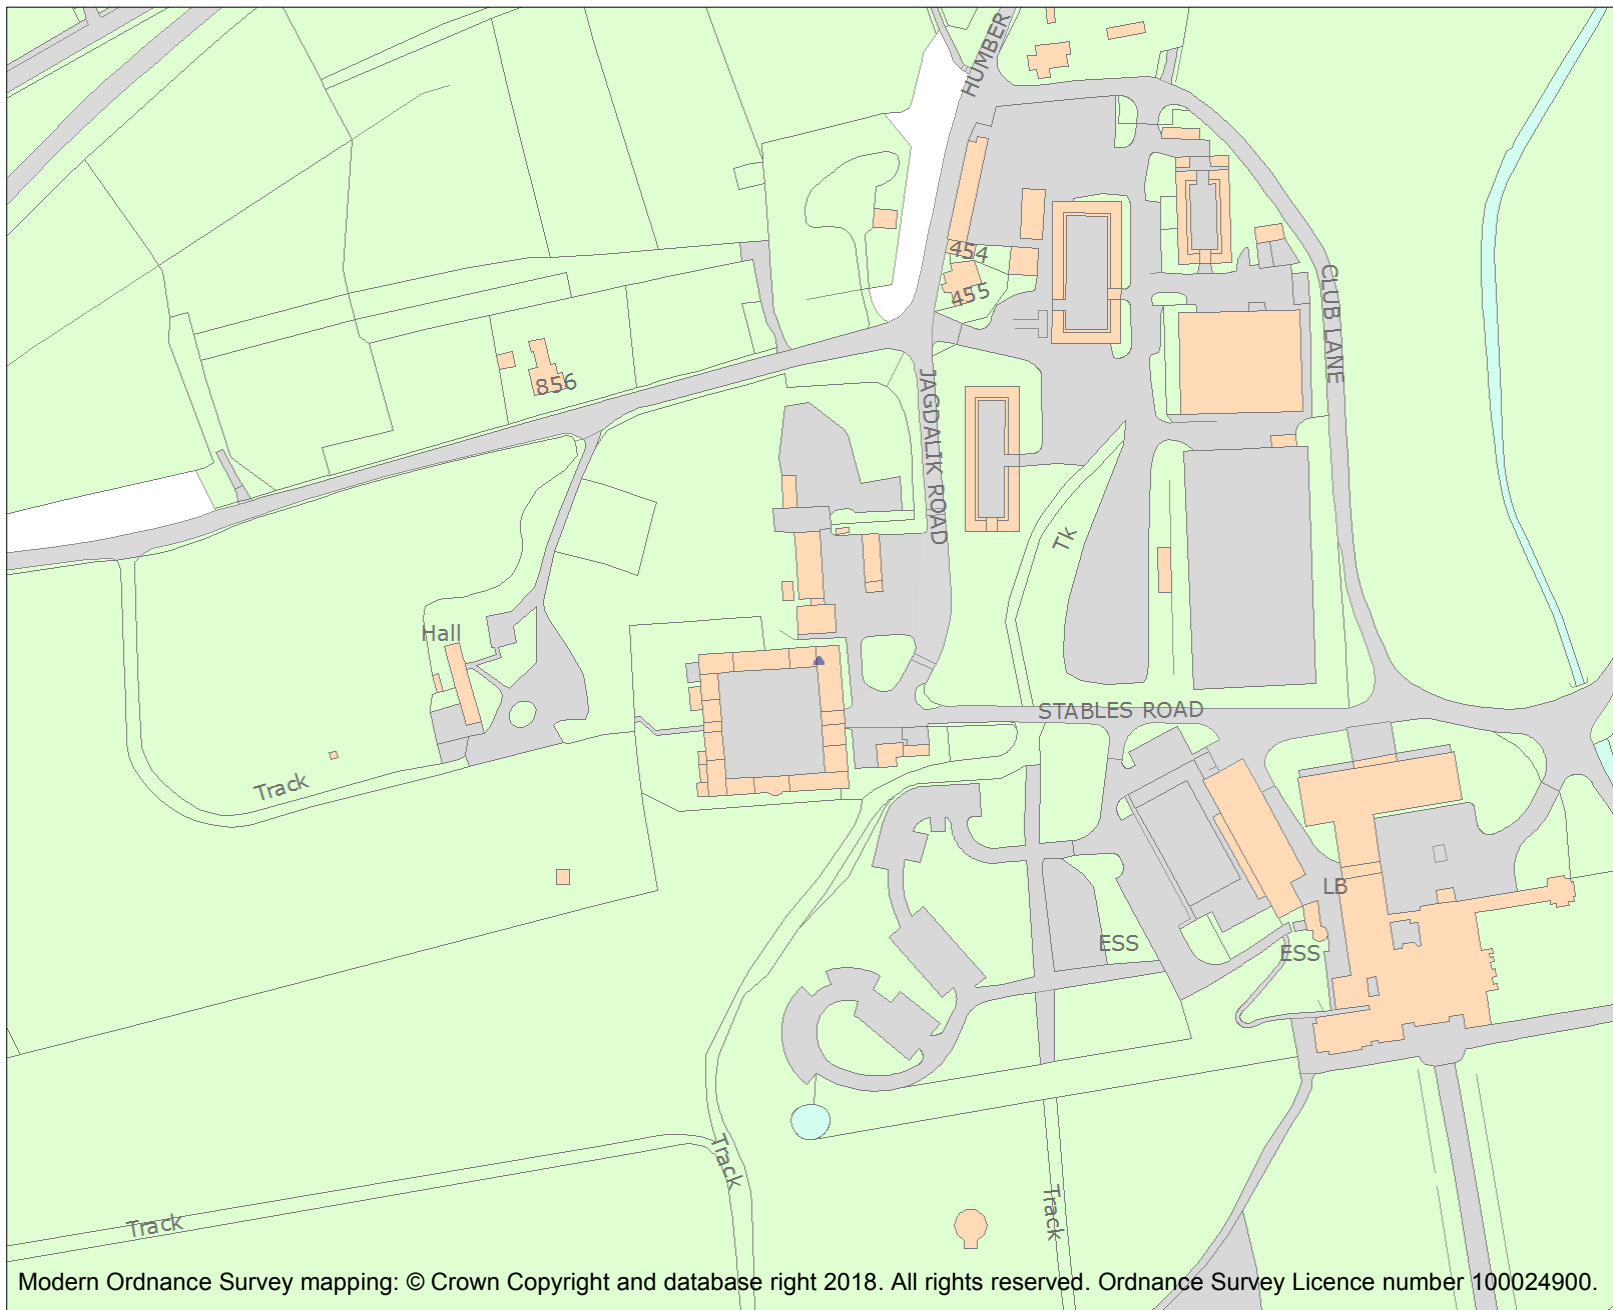 HUMBER
454
455
CLUB LANE
856
JAGDALIK ROAD
Tk
Hall
STABLES ROAD
Track
LB
ESS
ESS
Track
Track
Track
Modern Ordnance Survey mapping: © Crown Copyright and database right 2018. All rights reserved. Ordnance Survey Licence number 100024900.